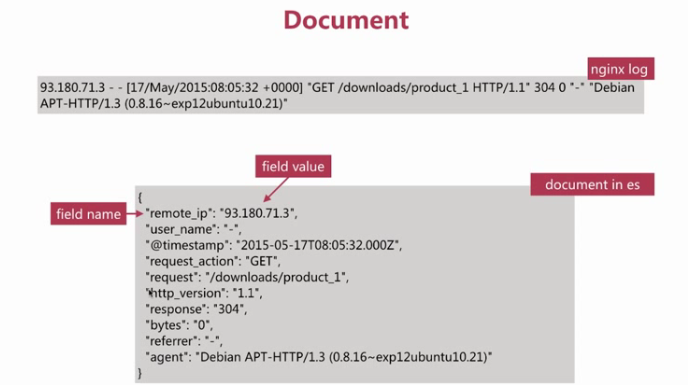 Document
nginx log
93.180.71.3 - - [17/May/2015:08:05:32 +0000] "GET /downloads/product_1 HTTP/1.1" 304 0 "-" "Debian
APT-HTTP/1.3 (0.8.16~exp12ubuntu10.21)"
field value
document in es
field name
{
"remote_ip": "93.180.71.3",
"user_name": "-",
"@timestamp": "2015-05-17T08:05:32.000Z",
"request_action": "GET",
"request": "/downloads/product_1",
"http_version": "1.1",
"response": "304",
"bytes": "0",
"referrer": "-",
"agent": "Debian APT-HTTP/1.3 (0.8.16~exp12ubuntu10.21)"
}